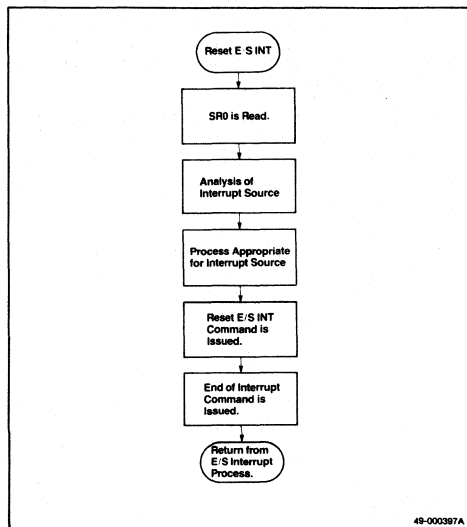 Reset E/S INT
SR0 is Read.
Analysis of
Interrupt Source
Process Appropriate
for Interrupt Source
Reset E/S INT
Command is
Issued.
End of Interrupt
Command is
Issued.
Return from
E/S Interrupt
Process.
49-000397A